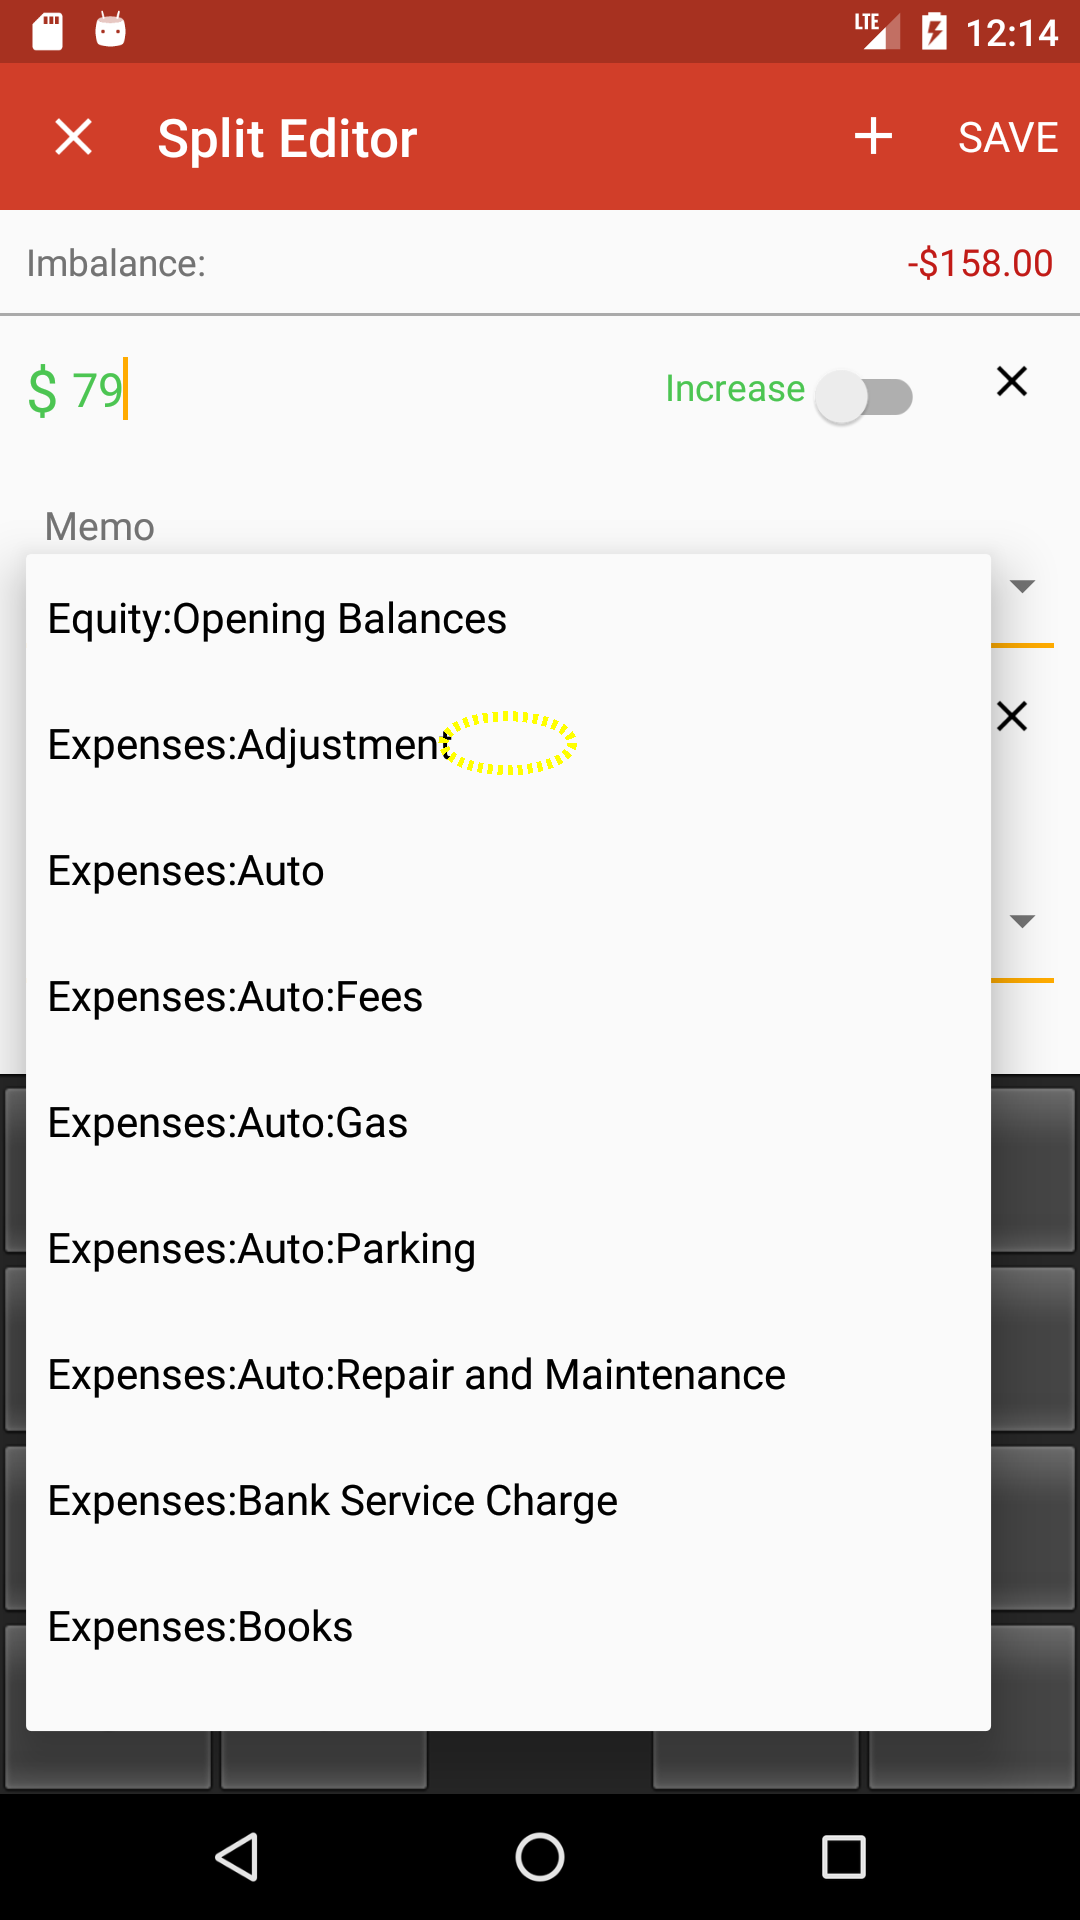 LTE 12:14
Split Editor + SAVE
Imbalance: -$158.00
$ 79 Increase
Memo
Equity:Opening Balances
Expenses:Adjustment
Expenses:Auto
Expenses:Auto:Fees
Expenses:Auto:Gas
Expenses:Auto:Parking
Expenses:Auto:Repair and Maintenance
Expenses:Bank Service Charge
Expenses:Books